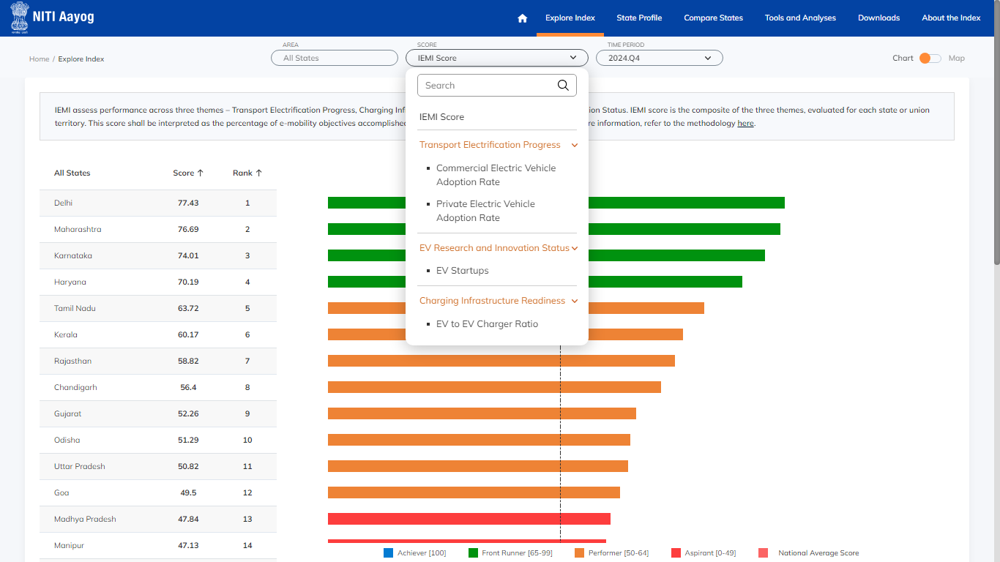 NITI Aayog
Explore Index
State Profile
Compare States
Tools and Analyses
Downloads
About the Index
Home / Explore Index
AREA
All States
SCORE
IEMI Score
TIME PERIOD
2024.Q4
Chart
Map
Search
IEMI Score
Transport Electrification Progress
Commercial Electric Vehicle
Adoption Rate
Private Electric Vehicle
Adoption Rate
EV Research and Innovation Status
EV Startups
Charging Infrastructure Readiness
EV to EV Charger Ratio
IEMI assess performance across three themes – Transport Electrification Progress, Charging Inf on Status. IEMI score is the composite of the three themes, evaluated for each state or union
territory. This score shall be interpreted as the percentage of e-mobility objectives accomplished re information, refer to the methodology here.
All States Score ↑ Rank ↑
Delhi 77.43 1
Maharashtra 76.69 2
Karnataka 74.01 3
Haryana 70.19 4
Tamil Nadu 63.72 5
Kerala 60.17 6
Rajasthan 58.82 7
Chandigarh 56.4 8
Gujarat 52.26 9
Odisha 51.29 10
Uttar Pradesh 50.82 11
Goa 49.5 12
Madhya Pradesh 47.84 13
Manipur 47.13 14
Achiever [100]
Front Runner [65-99]
Performer [50-64]
Aspirant [0-49]
National Average Score